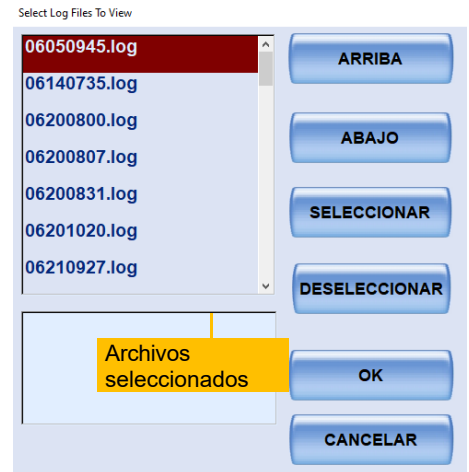 Select Log Files To View
06050945.log
06140735.log
06200800.log
06200807.log
06200831.log
06201020.log
06210927.log
ARRIBA
ABAJO
SELECCIONAR
DESELECCIONAR
Archivos
seleccionados
OK
CANCELAR